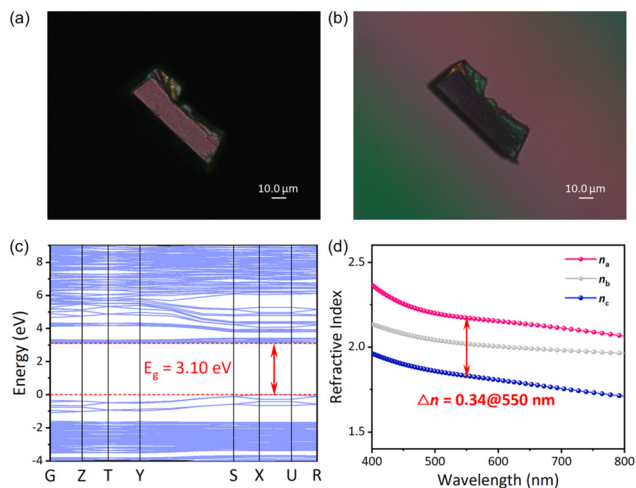 (a)
(b)
10.0 μm
10.0 μm
(c)
(d)
Energy (eV)
8
6
4
2
0
-2
-4
E_g = 3.10 eV
G Z T Y S X U R
Refractive Index
2.5
2.0
1.5
n_a
n_b
n_c
△n = 0.34@550 nm
400 500 600 700 800
Wavelength (nm)